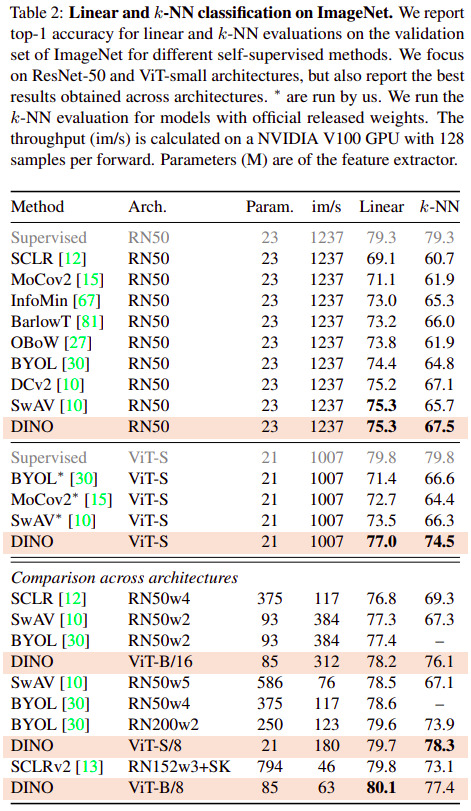 Table 2: Linear and k-NN classification on ImageNet. We report
top-1 accuracy for linear and k-NN evaluations on the validation
set of ImageNet for different self-supervised methods. We focus
on ResNet-50 and ViT-small architectures, but also report the best
results obtained across architectures. * are run by us. We run the
k-NN evaluation for models with official released weights. The
throughput (im/s) is calculated on a NVIDIA V100 GPU with 128
samples per forward. Parameters (M) are of the feature extractor.
Method Arch. Param. im/s Linear k-NN
Supervised RN50 23 1237 79.3 79.3
SCLR [12] RN50 23 1237 69.1 60.7
MoCov2 [15] RN50 23 1237 71.1 61.9
InfoMin [67] RN50 23 1237 73.0 65.3
BarlowT [81] RN50 23 1237 73.2 66.0
OBoW [27] RN50 23 1237 73.8 61.9
BYOL [30] RN50 23 1237 74.4 64.8
DCv2 [10] RN50 23 1237 75.2 67.1
SwAV [10] RN50 23 1237 75.3 65.7
DINO RN50 23 1237 75.3 67.5
Supervised ViT-S 21 1007 79.8 79.8
BYOL* [30] ViT-S 21 1007 71.4 66.6
MoCov2* [15] ViT-S 21 1007 72.7 64.4
SwAV* [10] ViT-S 21 1007 73.5 66.3
DINO ViT-S 21 1007 77.0 74.5
Comparison across architectures
SCLR [12] RN50w4 375 117 76.8 69.3
SwAV [10] RN50w2 93 384 77.3 67.3
BYOL [30] RN50w2 93 384 77.4 –
DINO ViT-B/16 85 312 78.2 76.1
SwAV [10] RN50w5 586 76 78.5 67.1
BYOL [30] RN50w4 375 117 78.6 –
BYOL [30] RN200w2 250 123 79.6 73.9
DINO ViT-S/8 21 180 79.7 78.3
SCLRv2 [13] RN152w3+SK 794 46 79.8 73.1
DINO ViT-B/8 85 63 80.1 77.4